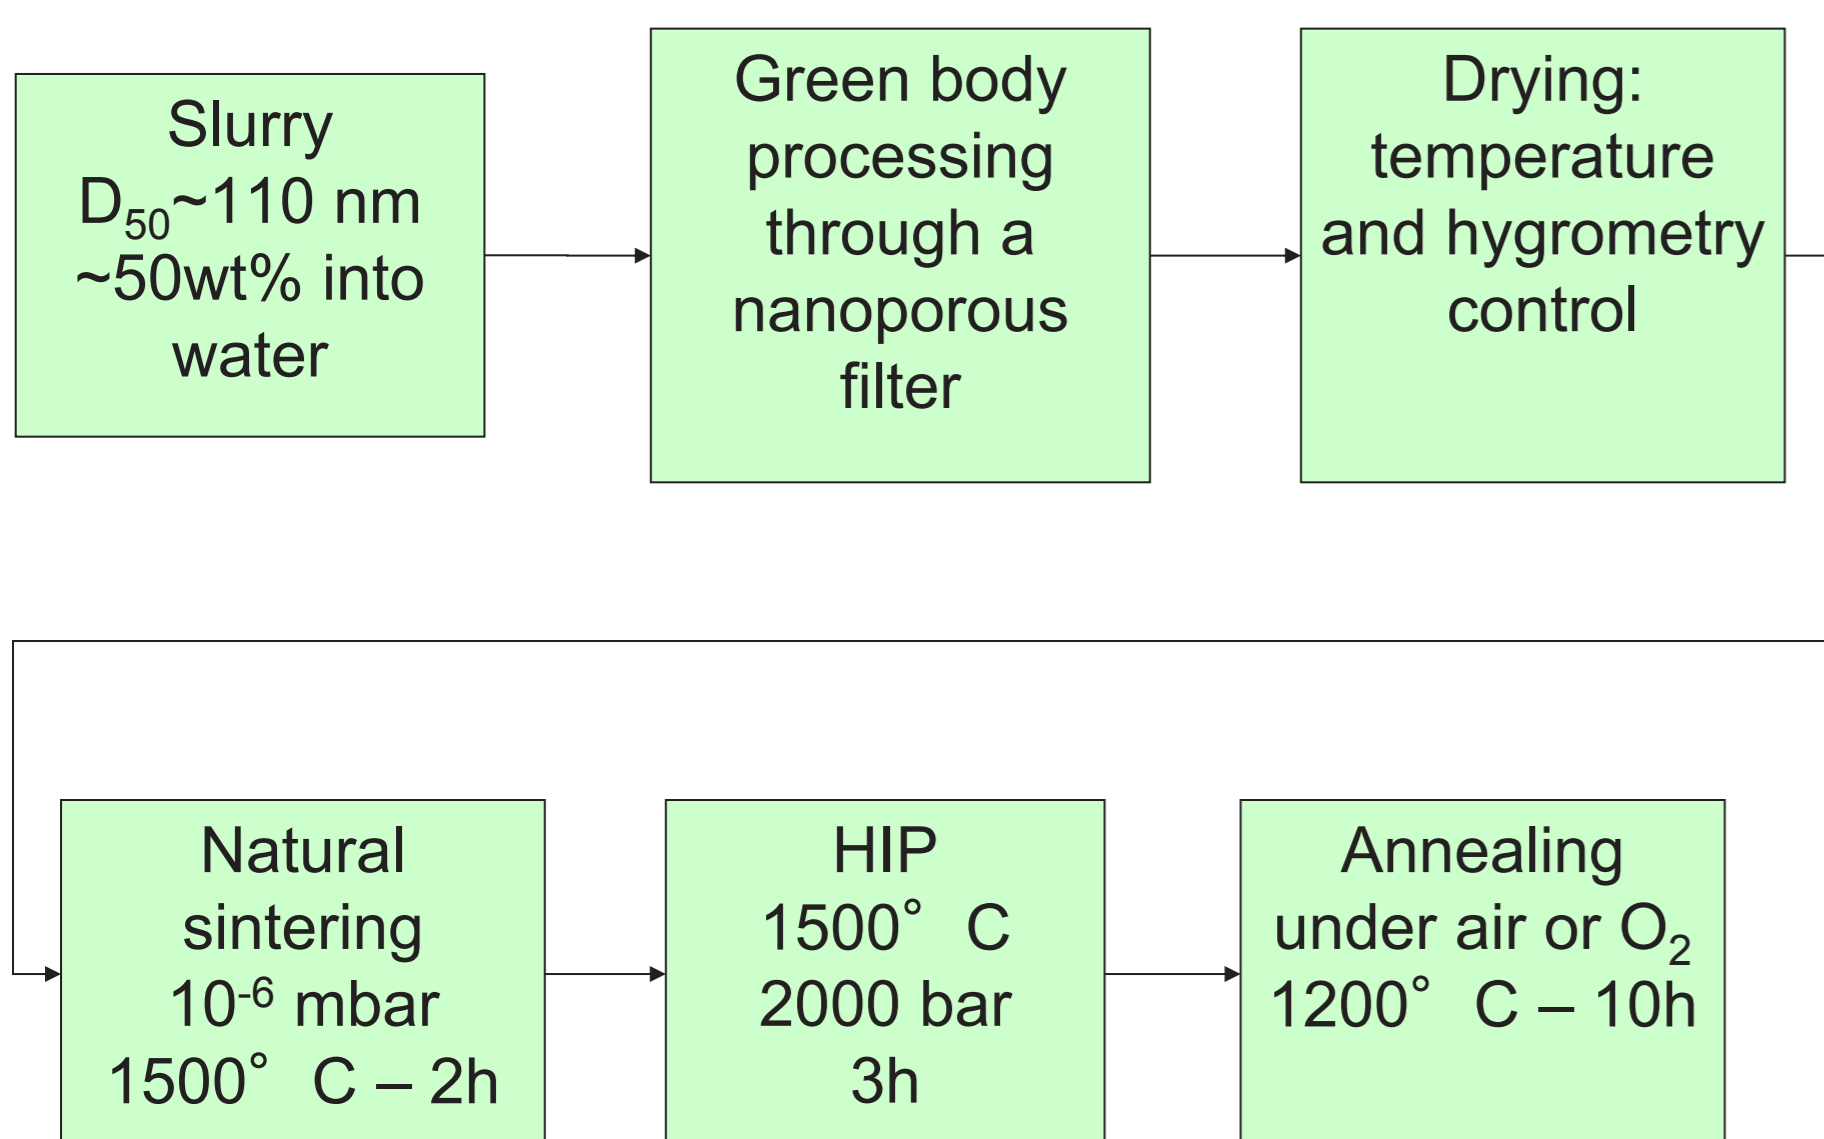 Slurry
D₅₀~110 nm
~50wt% into
water
Green body
processing
through a
nanoporous
filter
Drying:
temperature
and hygrometry
control
Natural
sintering
10⁻⁶ mbar
1500° C – 2h
HIP
1500° C
2000 bar
3h
Annealing
under air or O₂
1200° C – 10h